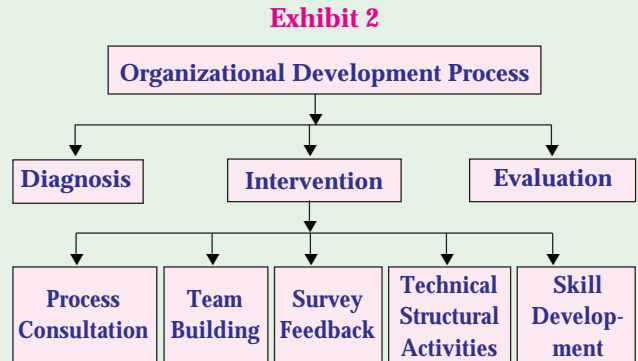 Exhibit 2
Organizational Development Process
Diagnosis
Intervention
Evaluation
Process
Consultation
Team
Building
Survey
Feedback
Technical
Structural
Activities
Skill
Develop-
ment